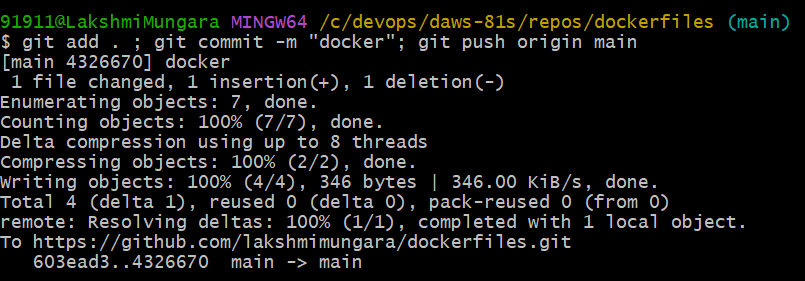 91911@LakshmiMungara MINGW64 /c/devops/daws-81s/repos/dockerfiles (main)
$ git add . ; git commit -m "docker"; git push origin main
[main 4326670] docker
 1 file changed, 1 insertion(+), 1 deletion(-)
Enumerating objects: 7, done.
Counting objects: 100% (7/7), done.
Delta compression using up to 8 threads
Compressing objects: 100% (2/2), done.
Writing objects: 100% (4/4), 346 bytes | 346.00 KiB/s, done.
Total 4 (delta 1), reused 0 (delta 0), pack-reused 0 (from 0)
remote: Resolving deltas: 100% (1/1), completed with 1 local object.
To https://github.com/lakshmimungara/dockerfiles.git
   603ead3..4326670  main -> main